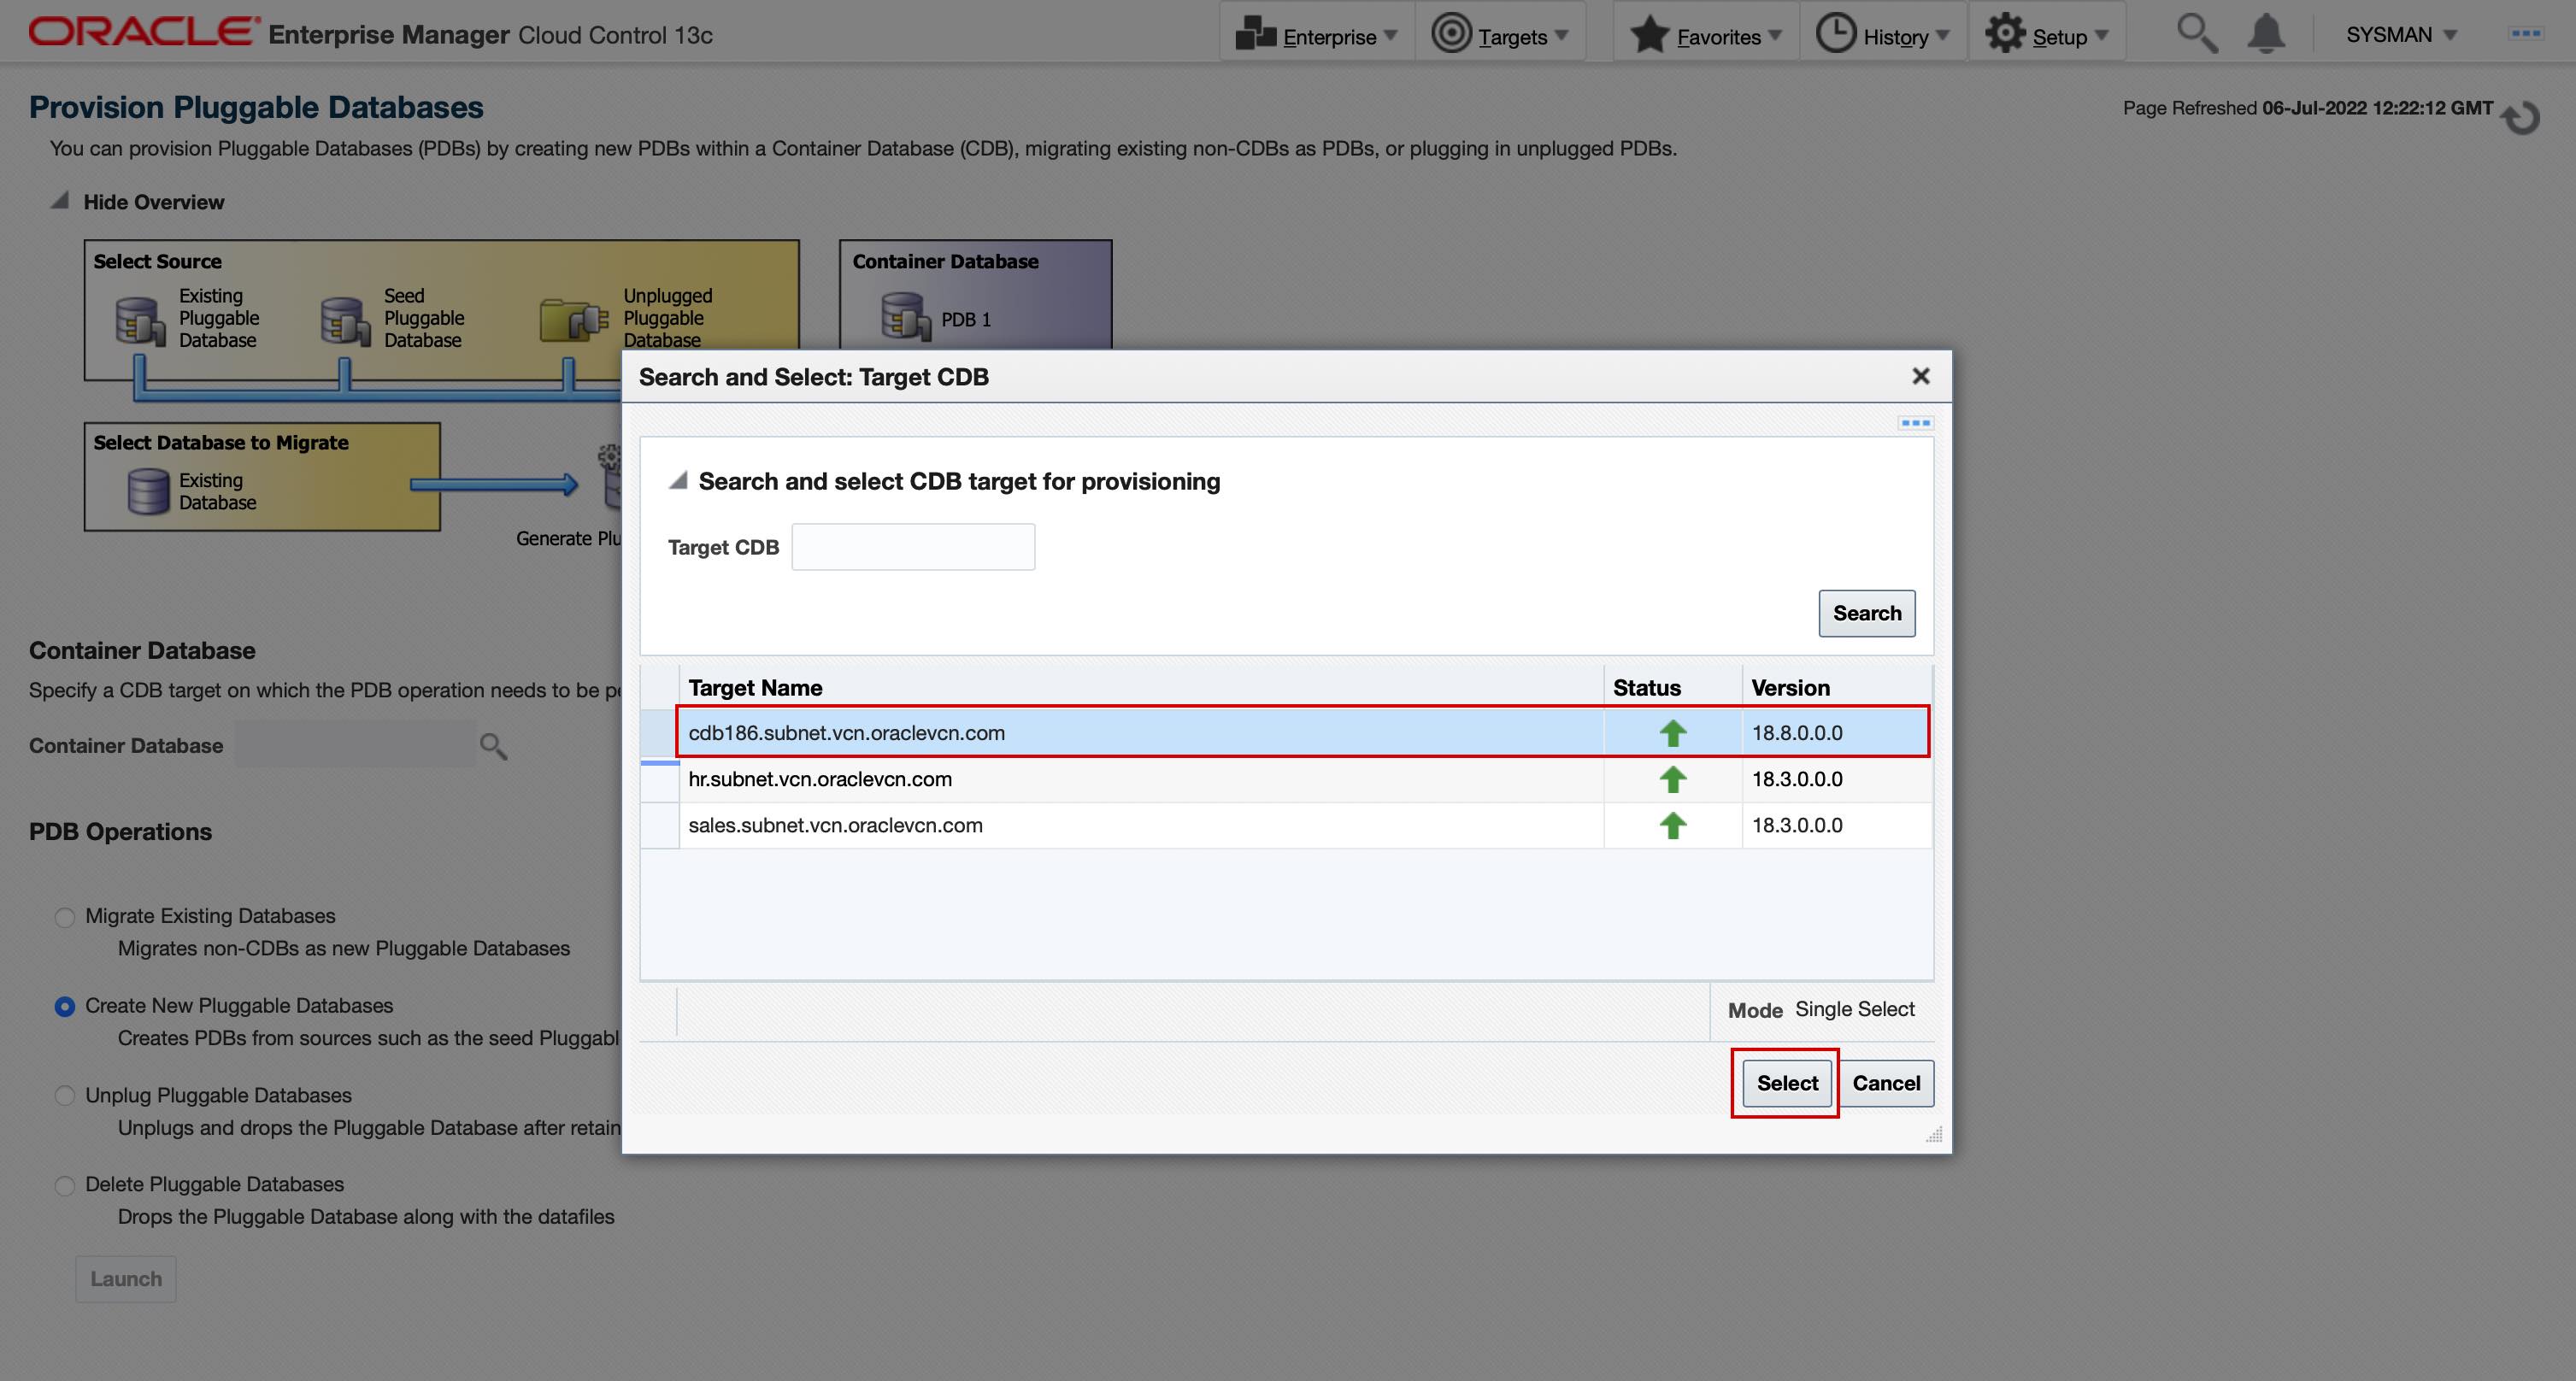 ORACLE Enterprise Manager Cloud Control 13c
Enterprise
Targets
Favorites
History
Setup
SYSMAN
Provision Pluggable Databases
Page Refreshed 06-Jul-2022 12:22:12 GMT
You can provision Pluggable Databases (PDBs) by creating new PDBs within a Container Database (CDB), migrating existing non-CDBs as PDBs, or plugging in unplugged PDBs.
Hide Overview
Select Source
Existing
Pluggable
Database
Seed
Pluggable
Database
Unplugged
Pluggable
Database
Container Database
PDB 1
Select Database to Migrate
Existing
Database
Generate Plu
Container Database
Specify a CDB target on which the PDB operation needs to be pe
Container Database
PDB Operations
Migrate Existing Databases
Migrates non-CDBs as new Pluggable Databases
Create New Pluggable Databases
Creates PDBs from sources such as the seed Pluggabl
Unplug Pluggable Databases
Unplugs and drops the Pluggable Database after retain
Delete Pluggable Databases
Drops the Pluggable Database along with the datafiles
Launch
Search and Select: Target CDB
Search and select CDB target for provisioning
Target CDB
Search
Target Name Status Version
cdb186.subnet.vcn.oraclevcn.com 18.8.0.0.0
hr.subnet.vcn.oraclevcn.com 18.3.0.0.0
sales.subnet.vcn.oraclevcn.com 18.3.0.0.0
Mode Single Select
Select
Cancel